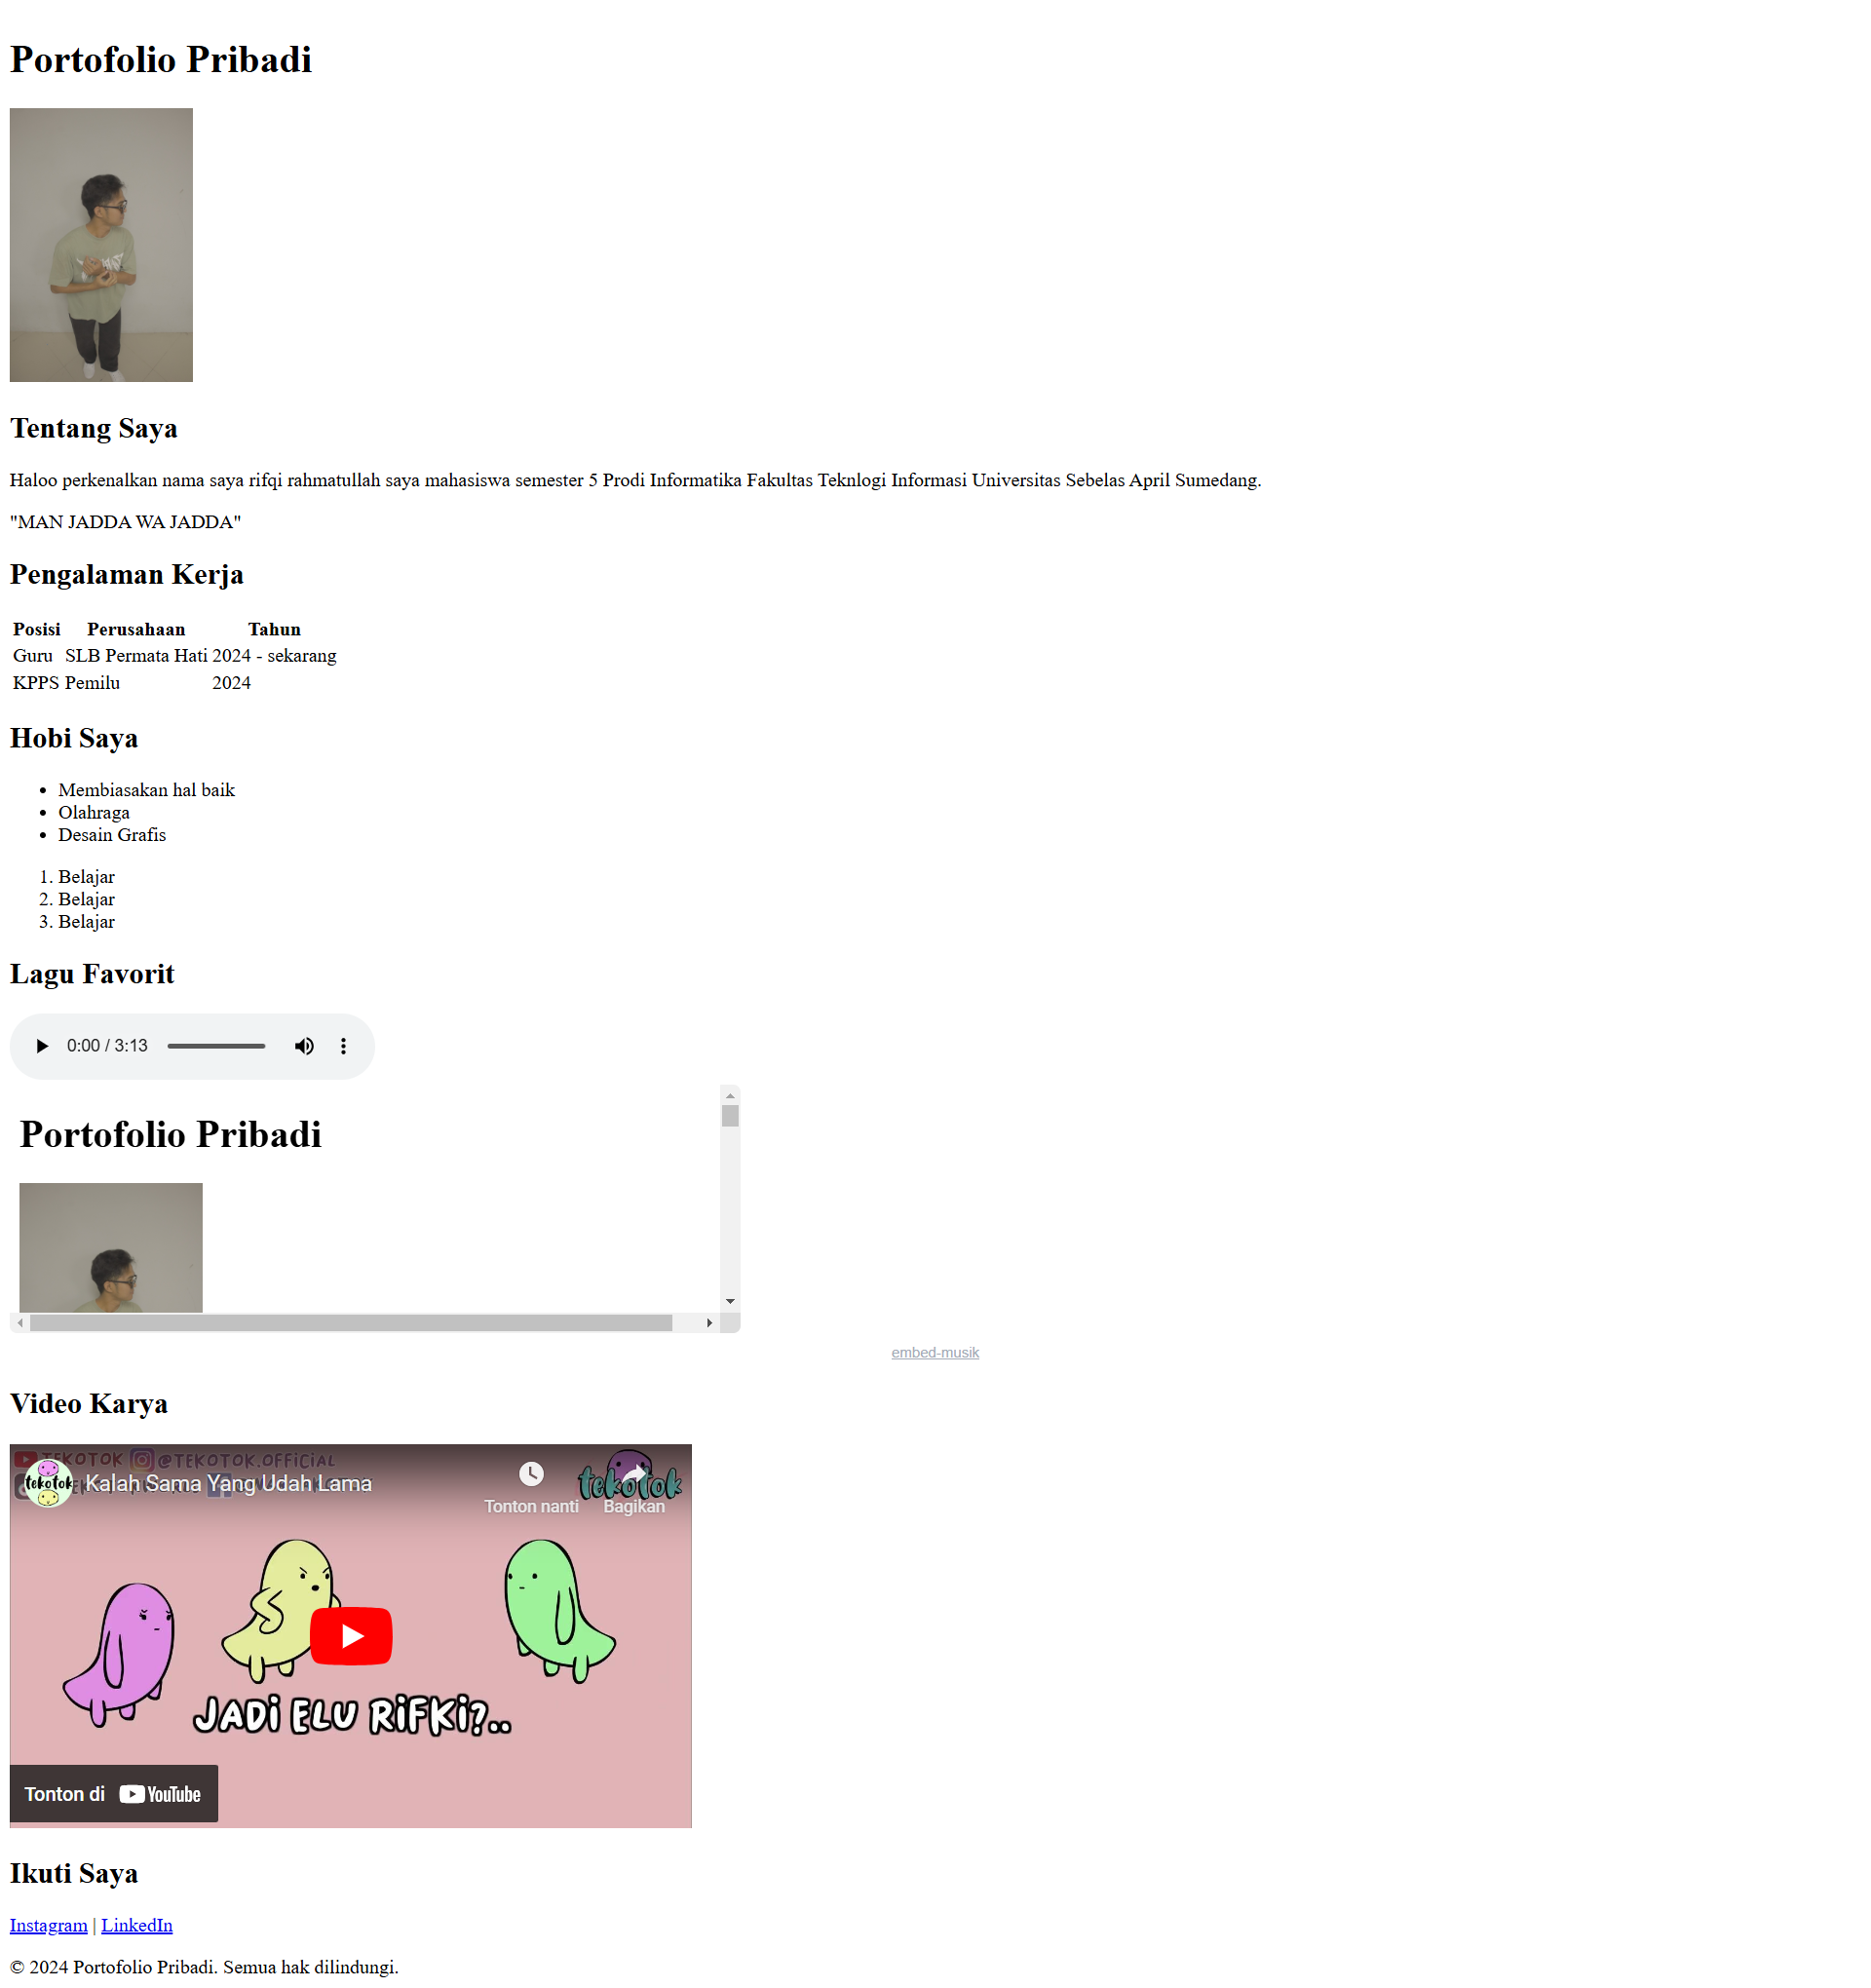 Portofolio Pribadi
Tentang Saya
Haloo perkenalkan nama saya rifqi rahmatullah saya mahasiswa semester 5 Prodi Informatika Fakultas Teknlogi Informasi Universitas Sebelas April Sumedang.
"MAN JADDA WA JADDA"
Pengalaman Kerja
Posisi Perusahaan Tahun
Guru SLB Permata Hati 2024 - sekarang
KPPS Pemilu 2024
Hobi Saya
• Membiasakan hal baik
• Olahraga
• Desain Grafis
1. Belajar
2. Belajar
3. Belajar
Lagu Favorit
0:00 / 3:13
Portofolio Pribadi
embed-musik
Video Karya
TEKOTOK @TEKOTOK.OFFICIAL
tekotok Kalah Sama Yang Udah Lama
tekotok
Tonton nanti Bagikan
JADI ELU RIFKI?..
Tonton di YouTube
Ikuti Saya
Instagram | LinkedIn
© 2024 Portofolio Pribadi. Semua hak dilindungi.